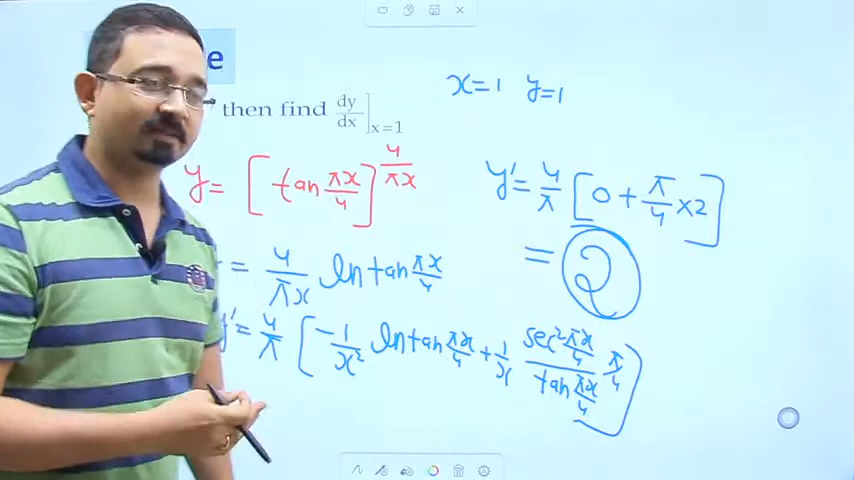 e
then find dy/dx]x=1
x=1 y=1
y = [tan πx/4]^4/πx
= 4/πx ln tan πx/4
y' = 4/π [-1/x² ln tan πx/4 + 1/x sec² πx/4 / tan πx/4 π/4]
y' = 4/π [0 + π/4 × 2]
= 2